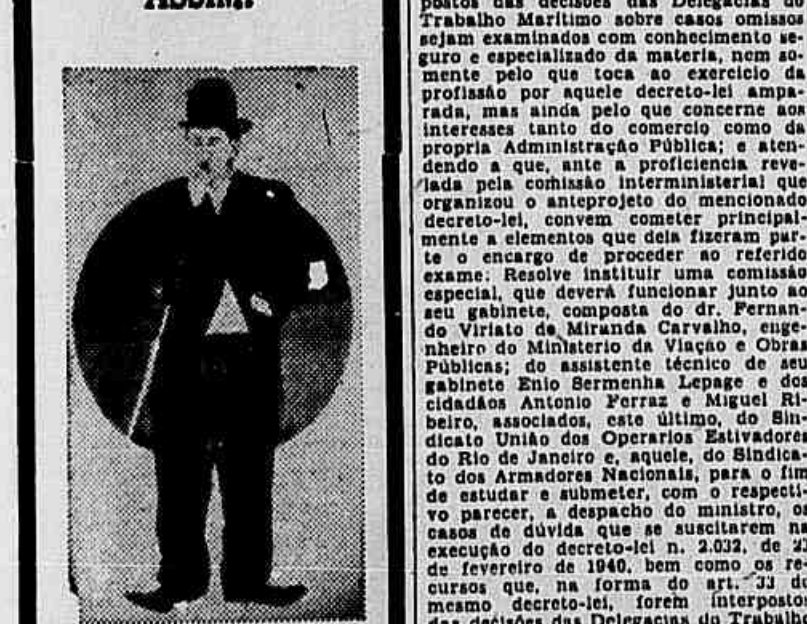 ASSIM!
postos das decisões das Delegacias do
Trabalho Maritimo sobre casos omissos
sejam examinados com conhecimento se-
guro e especializado da materia, nem so-
mente pelo que toca ao exercicio da
profissão por aquele decreto-lei ampa-
rada, mas ainda pelo que concerne aos
interesses tanto do comercio como da
propria Administração Pública; e aten-
dendo a que, ante a proficiencia reve-
lada pela comissão interministerial que
organizou o anteprojeto do mencionado
decreto-lei, convem cometer principal-
mente a elementos que dela fizeram par-
te o encargo de proceder ao referido
exame: Resolve instituir uma comissão
especial, que deverá funcionar junto ao
seu gabinete, composta do dr. Fernan-
do Viriato de Miranda Carvalho, enge-
nheiro do Ministerio da Viação e Obras
Públicas; do assistente técnico de seu
gabinete Enio Sermenha Lepage e dos
cidadãos Antonio Ferraz e Miguel Ri-
beiro, associados, este último, do Sin-
dicato União dos Operarios Estivadores
do Rio de Janeiro e, aquele, do Sindica-
to dos Armadores Nacionais, para o fim
de estudar e submeter, com o respecti-
vo parecer, a despacho do ministro, os
casos de dúvida que se suscitarem na
execução do decreto-lei n. 2.032, de 23
de fevereiro de 1940, bem como os re-
cursos que, na forma do art. 33 do
mesmo decreto-lei, forem interpostos
das decisões das Delegacias do Trabalho